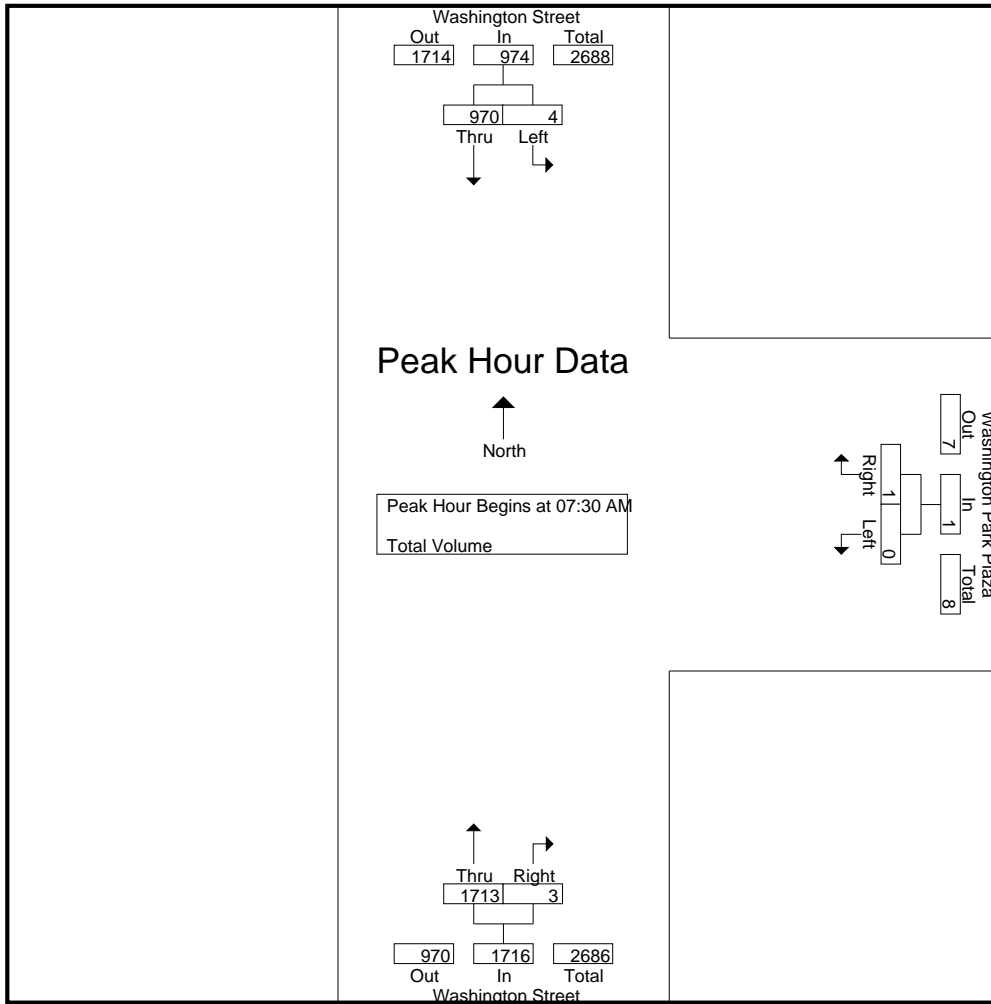 Washington Street
Out In Total
1714 974 2688
970 4
Thru Left
Peak Hour Data
North
Peak Hour Begins at 07:30 AM
Total Volume
Washington Park Plaza
Out In Total
7 1 8
1 0
Right Left
Thru Right
1713 3
970 1716 2686
Out In Total
Washington Street